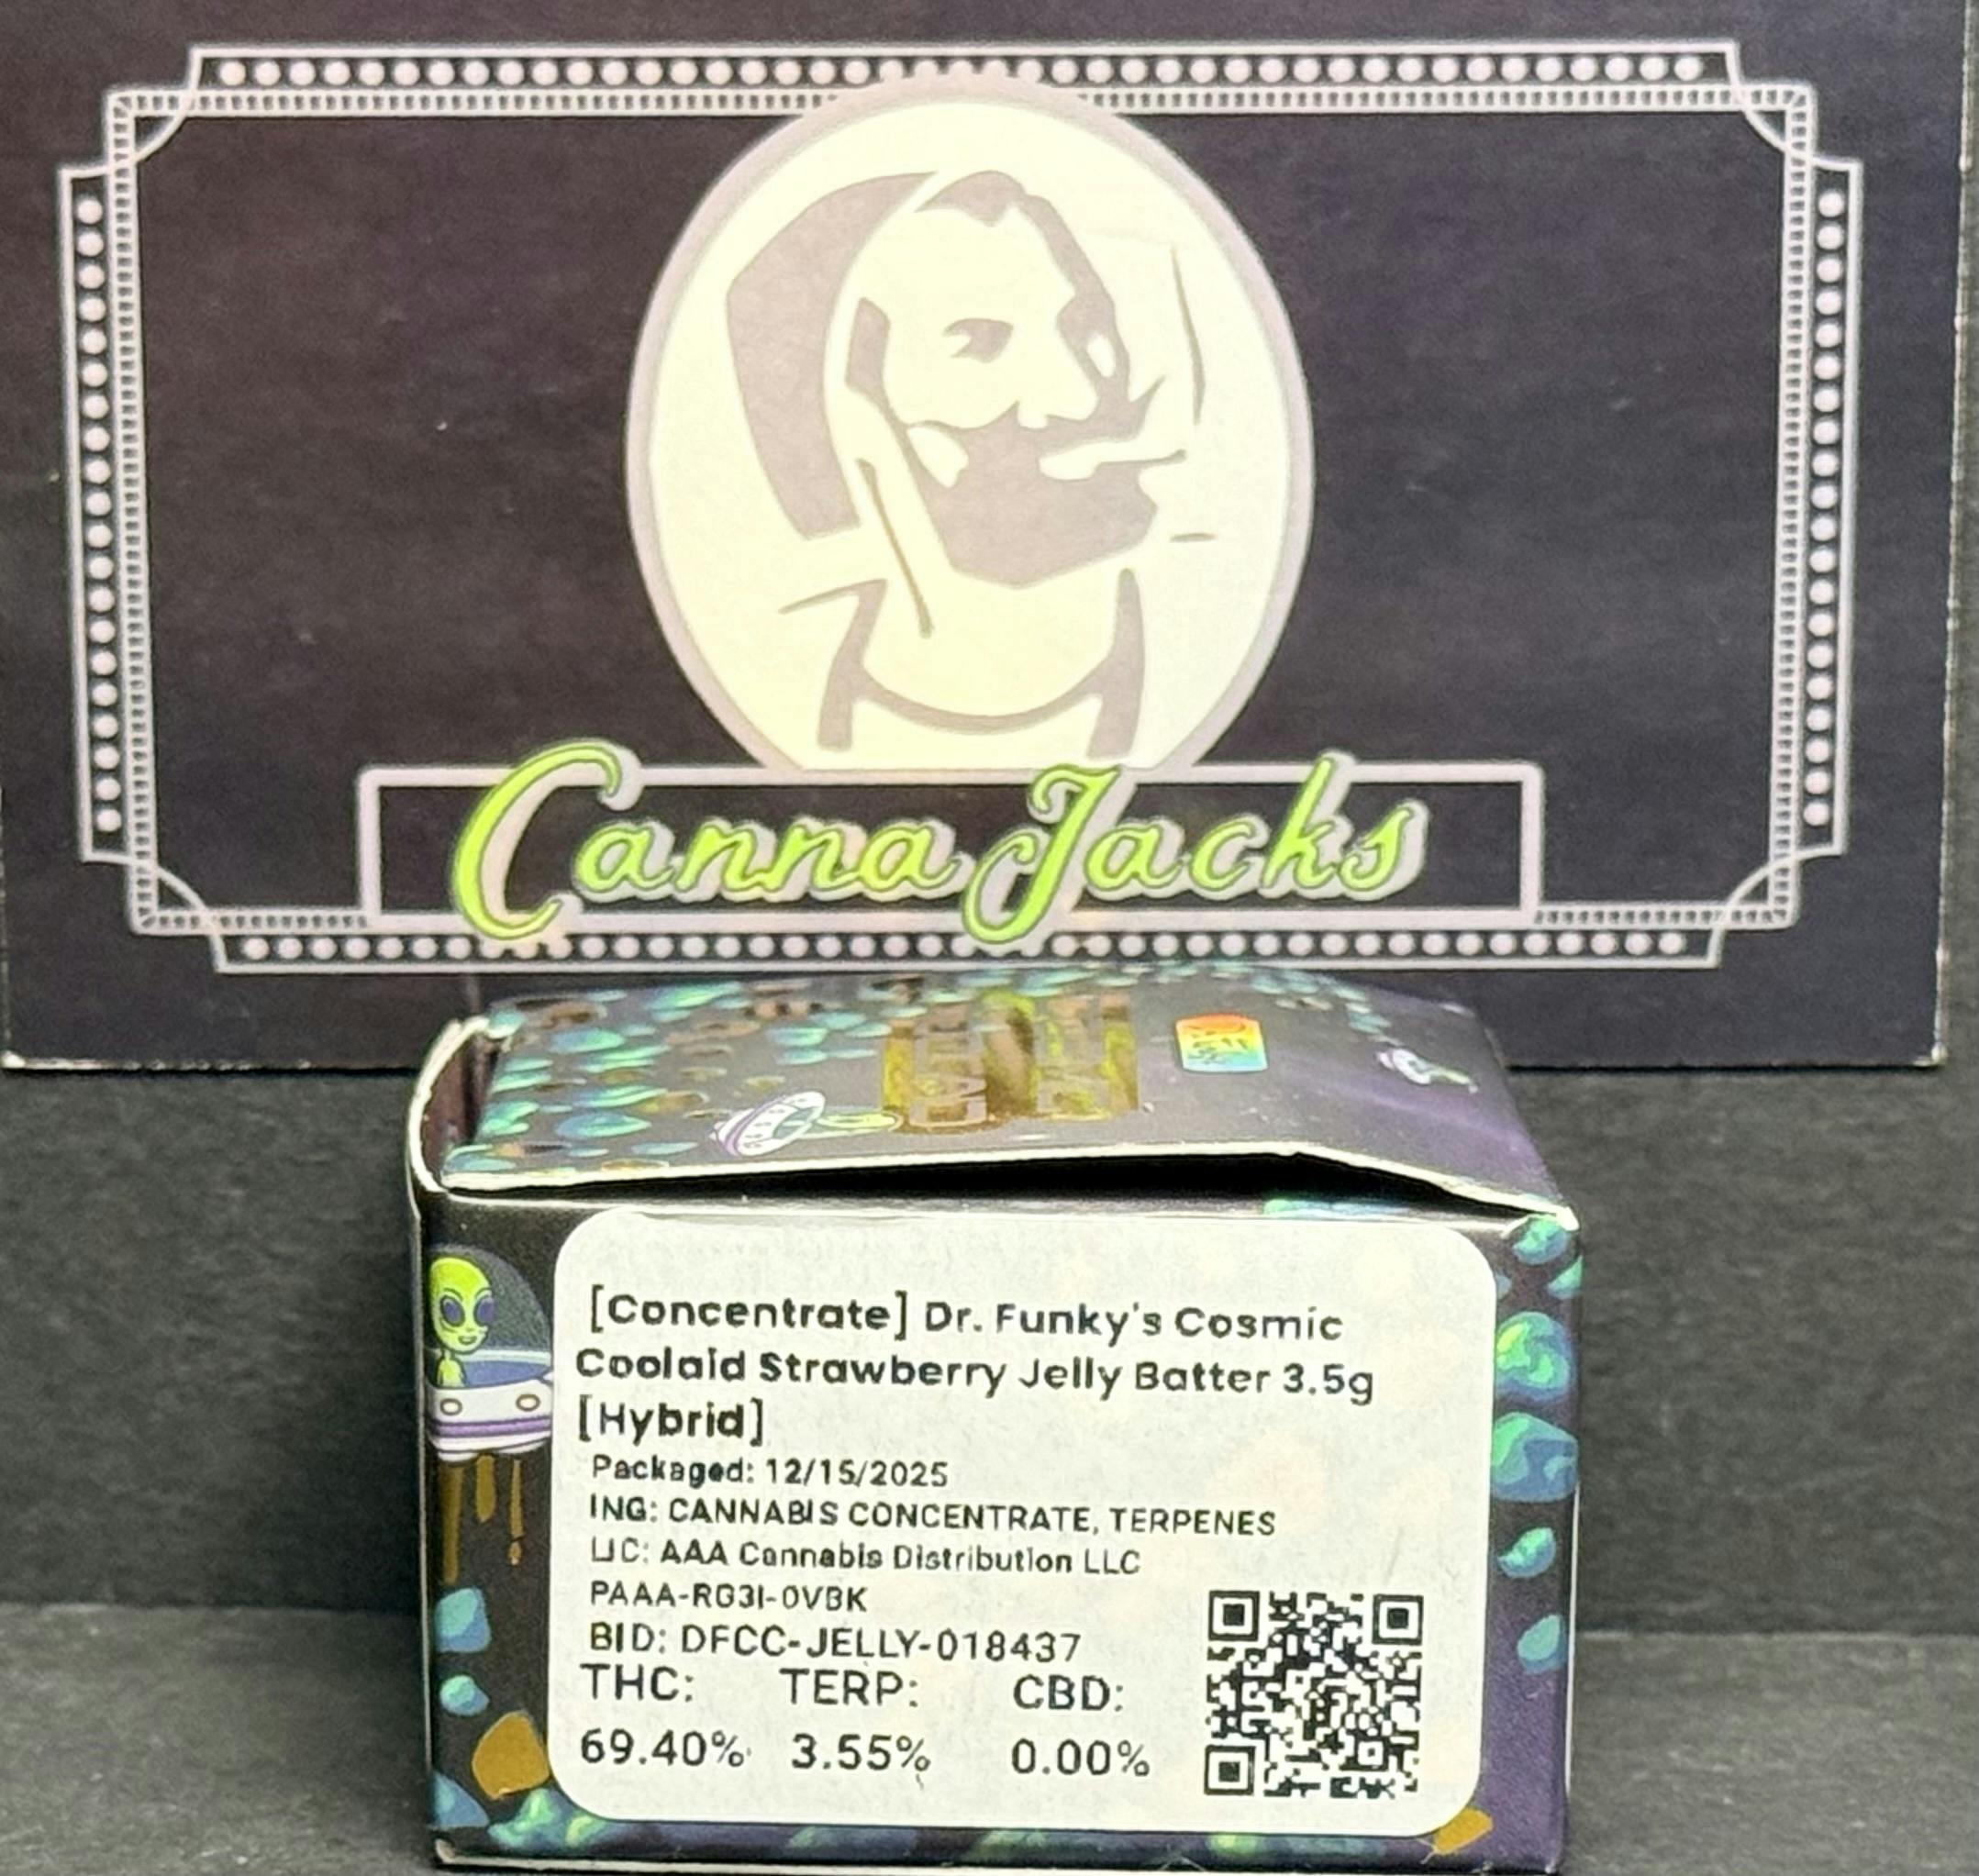 Canna Jacks
[Concentrate] Dr. Funky's Cosmic
Coolaid Strawberry Jelly Batter 3.5g
[Hybrid]
Packaged: 12/15/2025
ING: CANNABIS CONCENTRATE, TERPENES
LIC: AAA Cannabis Distribution LLC
PAAA-RG3I-0VBK
BID: DFCC-JELLY-018437
THC: TERP: CBD:
69.40% 3.55% 0.00%